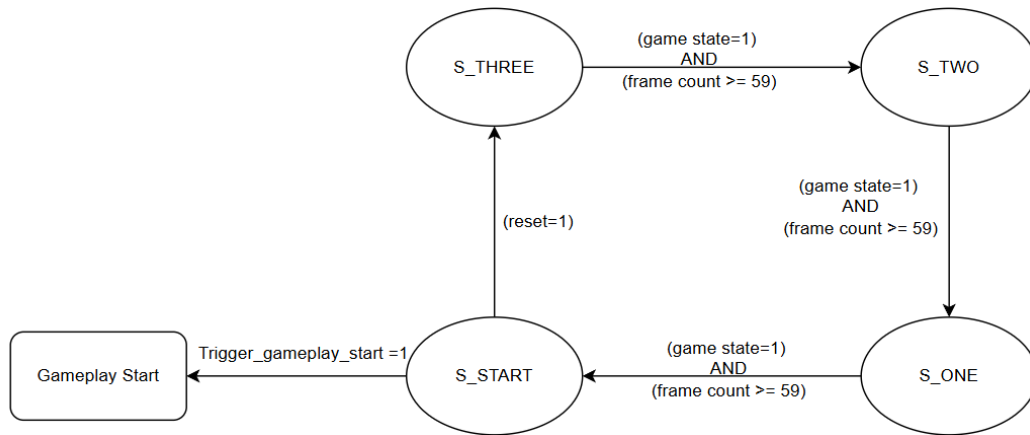 S_THREE
(game state=1)
AND
(frame count >= 59)
S_TWO
(game state=1)
AND
(frame count >= 59)
(reset=1)
Gameplay Start
Trigger_gameplay_start =1
S_START
(game state=1)
AND
(frame count >= 59)
S_ONE